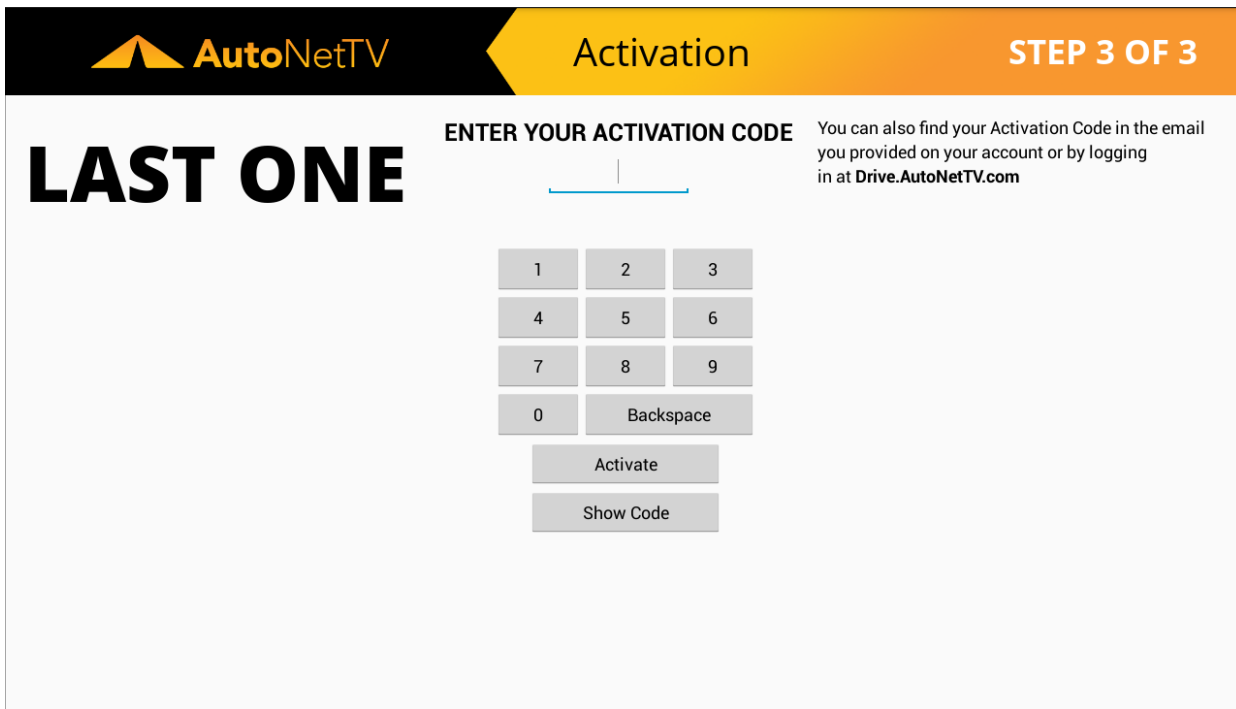 AutoNetTV
Activation
STEP 3 OF 3
LAST ONE
ENTER YOUR ACTIVATION CODE
You can also find your Activation Code in the email
you provided on your account or by logging
in at Drive.AutoNetTV.com
1 2 3
4 5 6
7 8 9
0 Backspace
Activate
Show Code